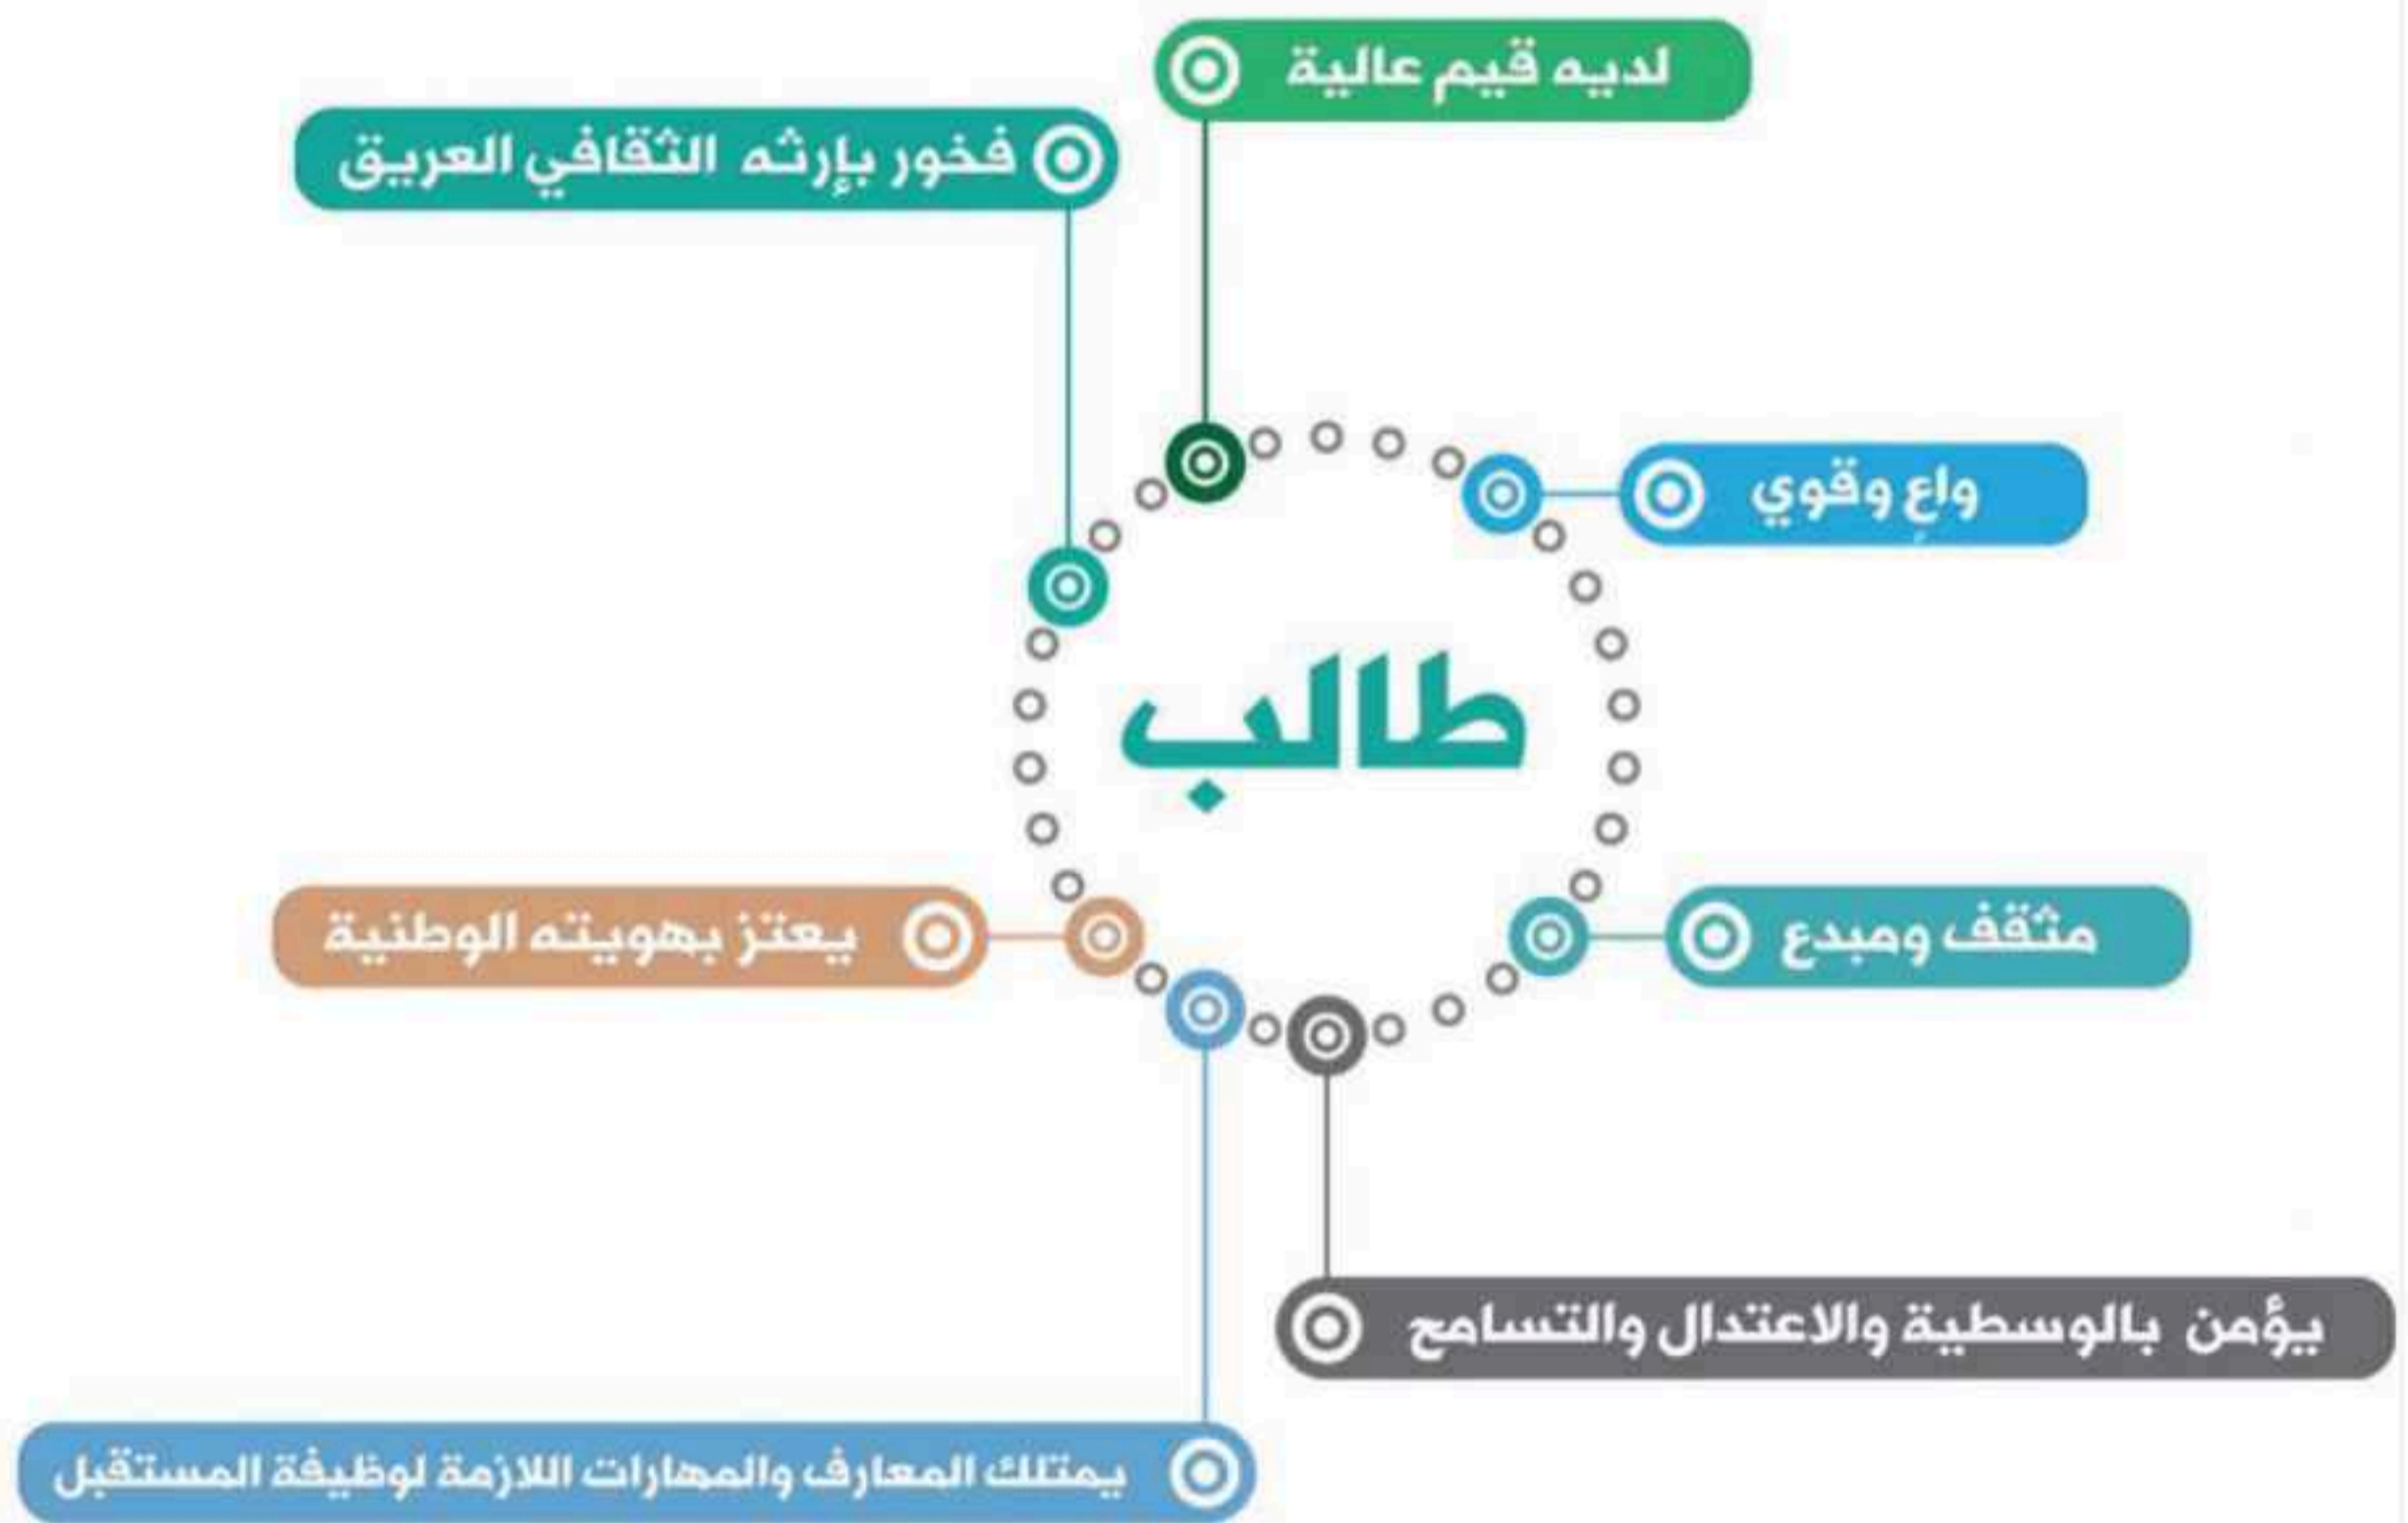 لديه قيم عالية
فخور بإرثه الثقافي العريق
واعٍ وقوي
طالب
يعتز بهويته الوطنية
مثقف ومبدع
يؤمن بالوسطية والاعتدال والتسامح
يمتلك المعارف والمهارات اللازمة لوظيفة المستقبل